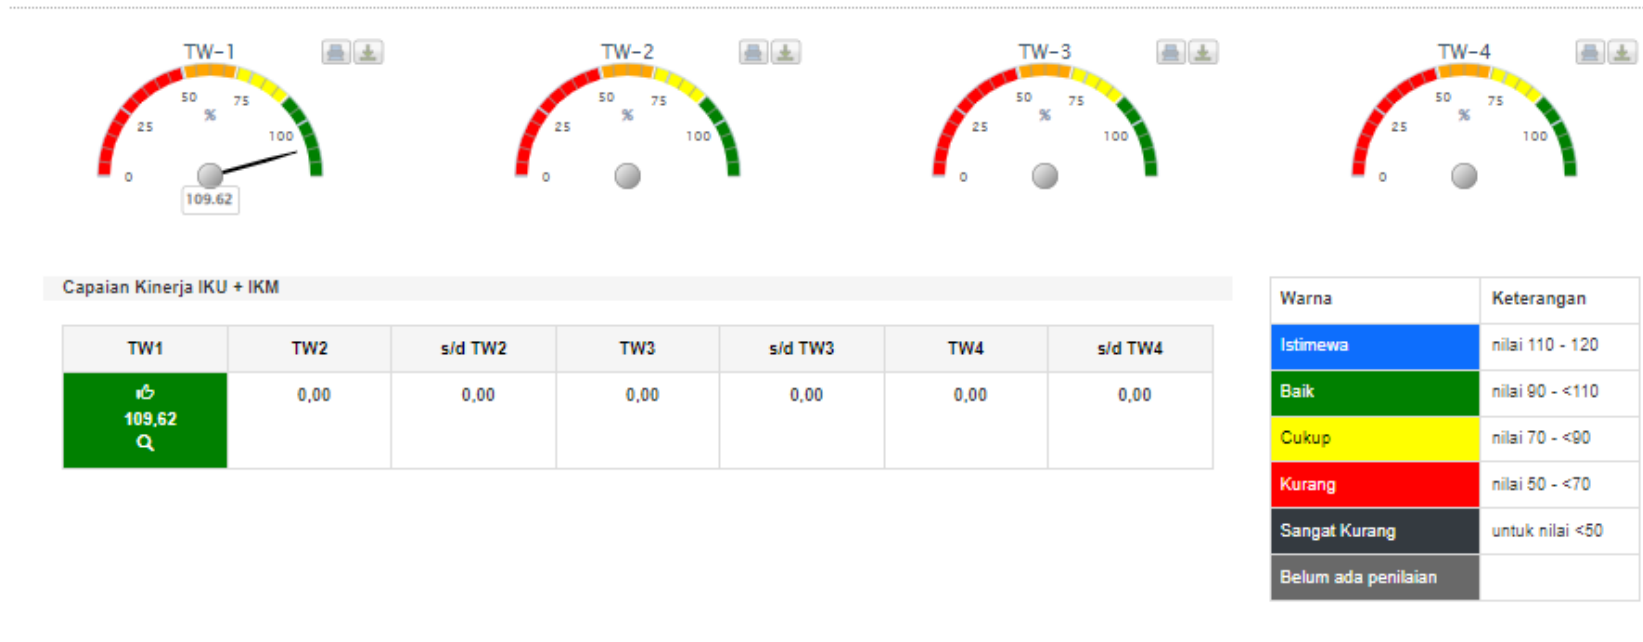 TW-1
50
75
%
25
100
0
109.62
TW-2
50
75
%
25
100
0
TW-3
50
75
%
25
100
0
TW-4
50
75
%
25
100
0
Capaian Kinerja IKU + IKM
TW1 TW2 s/d TW2 TW3 s/d TW3 TW4 s/d TW4
109,62 0,00 0,00 0,00 0,00 0,00 0,00
Warna Keterangan
Istimewa nilai 110 - 120
Baik nilai 90 - <110
Cukup nilai 70 - <90
Kurang nilai 50 - <70
Sangat Kurang untuk nilai <50
Belum ada penilaian